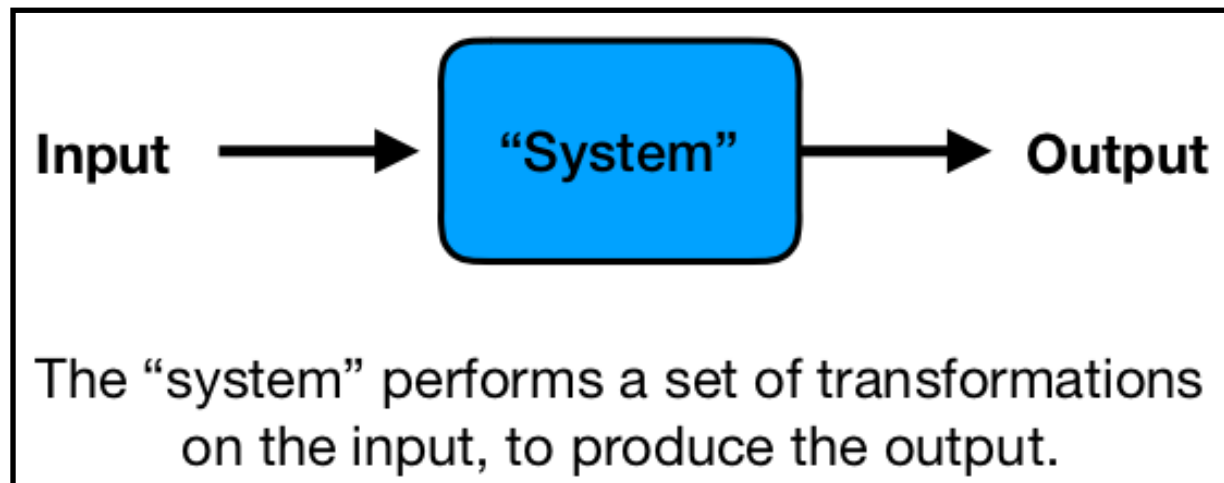 Input “System” Output
The “system” performs a set of transformations
on the input, to produce the output.